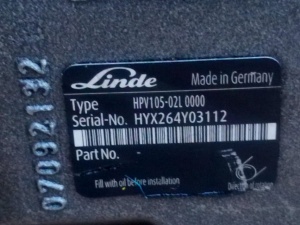 Linde
Made in Germany
Type HPV105-02L 0000
Serial-No. HYX264Y03112
Part No.
Fill with oil before installation
07092132